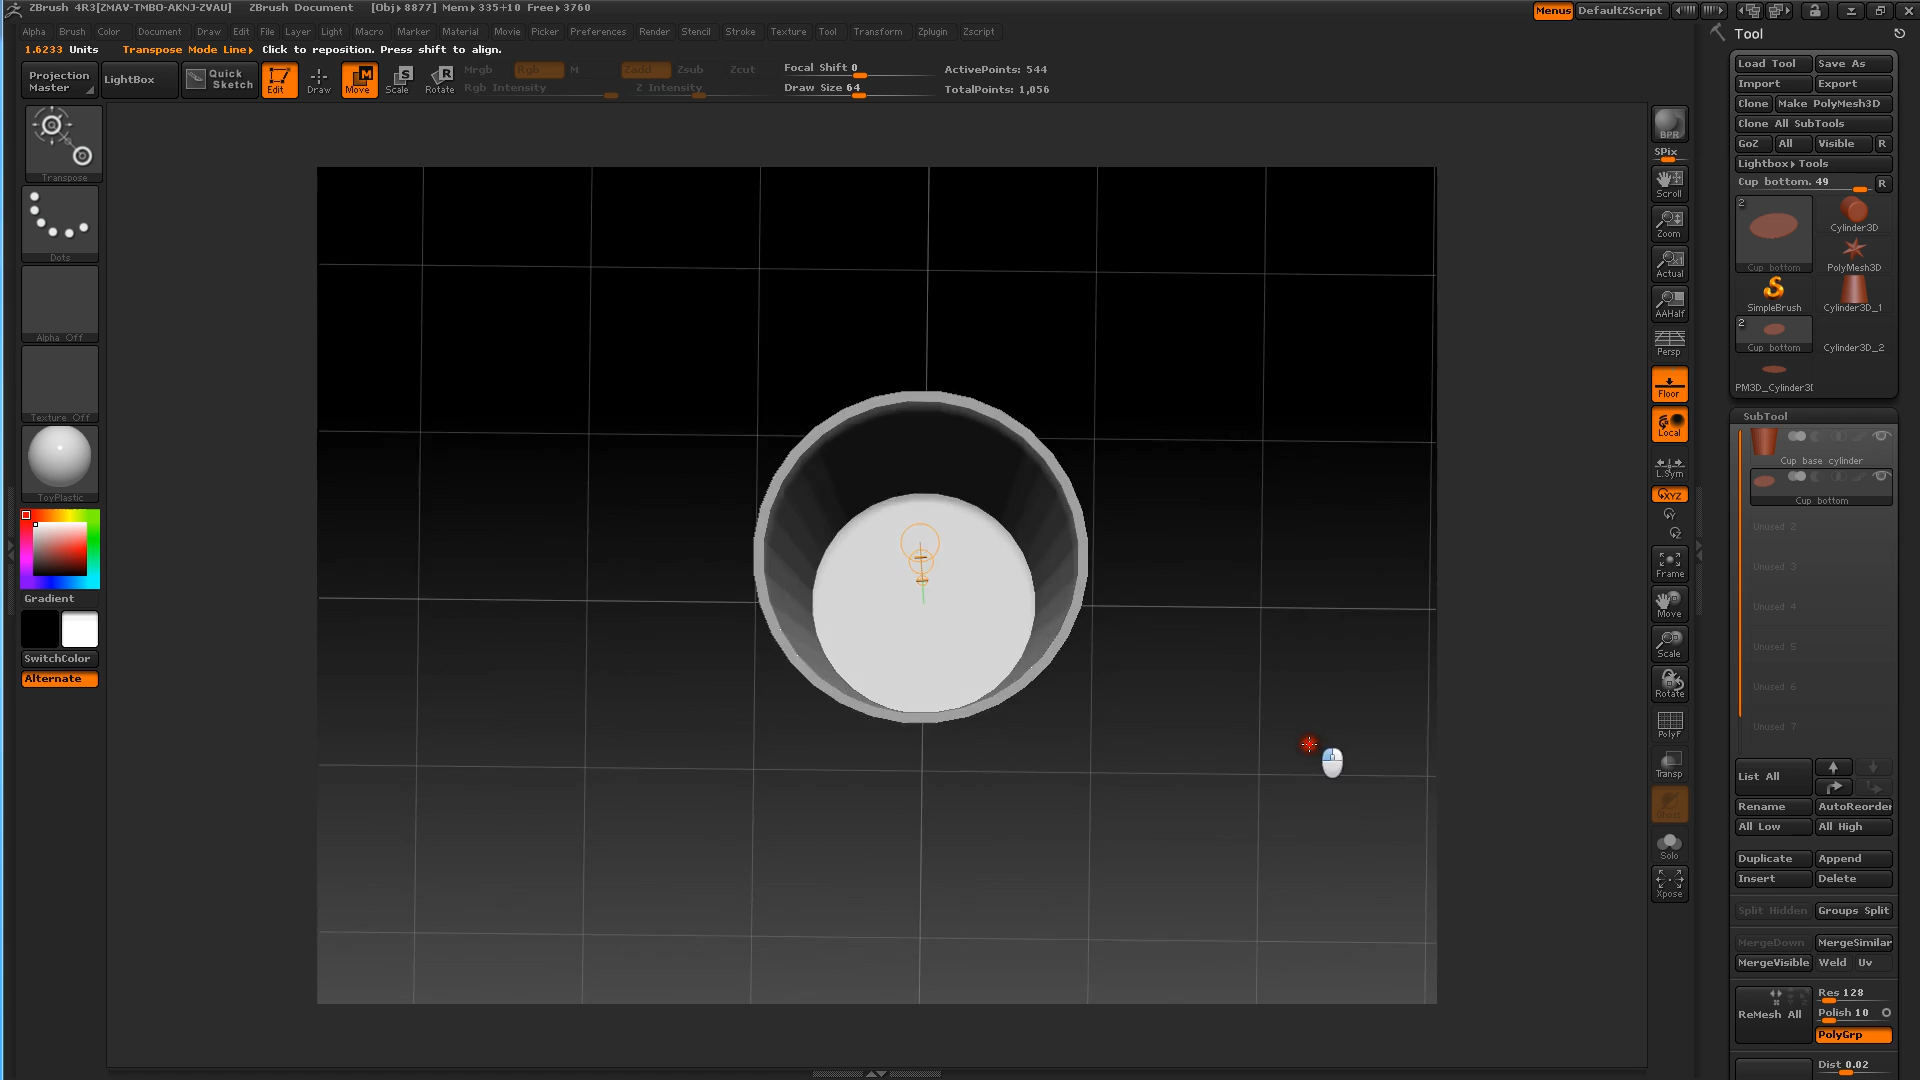 ZBrush 4R3[ZMAV-TMBO-AKNJ-ZVAU] ZBrush Document [Obj▸8877] Mem▸335+10 Free▸3760 Menus DefaultZScript
Alpha Brush Color Document Draw Edit File Layer Light Macro Marker Material Movie Picker Preferences Render Stencil Stroke Texture Tool Transform Zplugin Zscript
1.6233 Units Transpose Mode Line▸ Click to reposition. Press shift to align.
Projection Master
LightBox
Quick Sketch
Edit
Draw
Move
Scale
Rotate
Mrgb Rgb M
Rgb Intensity
Zadd Zsub Zcut
Z Intensity
Focal Shift 0
Draw Size 64
ActivePoints: 544
TotalPoints: 1,056
Transpose
Dots
Alpha Off
Texture Off
ToyPlastic
Gradient
SwitchColor
Alternate
BPR
SPix
Scroll
Zoom
Actual
AAHalf
Persp
Floor
Local
L.Sym
XYZ
Frame
Move
Scale
Rotate
PolyF
Transp
Solo
Xpose
Tool
Load Tool Save As
Import Export
Clone Make PolyMesh3D
Clone All SubTools
GoZ All Visible R
Lightbox▸Tools
Cup bottom. 49 R
2
Cup bottom
Cylinder3D
PolyMesh3D
SimpleBrush Cylinder3D_1
2
Cup bottom Cylinder3D_2
PM3D_Cylinder3D
SubTool
Cup base cylinder
Cup bottom
Unused 2
Unused 3
Unused 4
Unused 5
Unused 6
Unused 7
List All
Rename AutoReorder
All Low All High
Duplicate Append
Insert Delete
Split Hidden Groups Split
MergeDown MergeSimilar
MergeVisible Weld Uv
ReMesh All
Res 128
Polish 10
PolyGrp
Dist 0.02